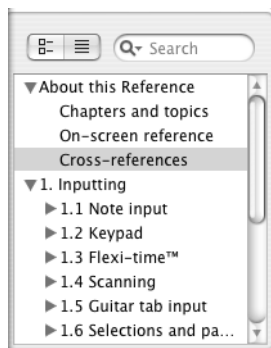 Search
About this Reference
Chapters and topics
On-screen reference
Cross-references
1. Inputting
1.1 Note input
1.2 Keypad
1.3 Flexi-time™
1.4 Scanning
1.5 Guitar tab input
1.6 Selections and pa...